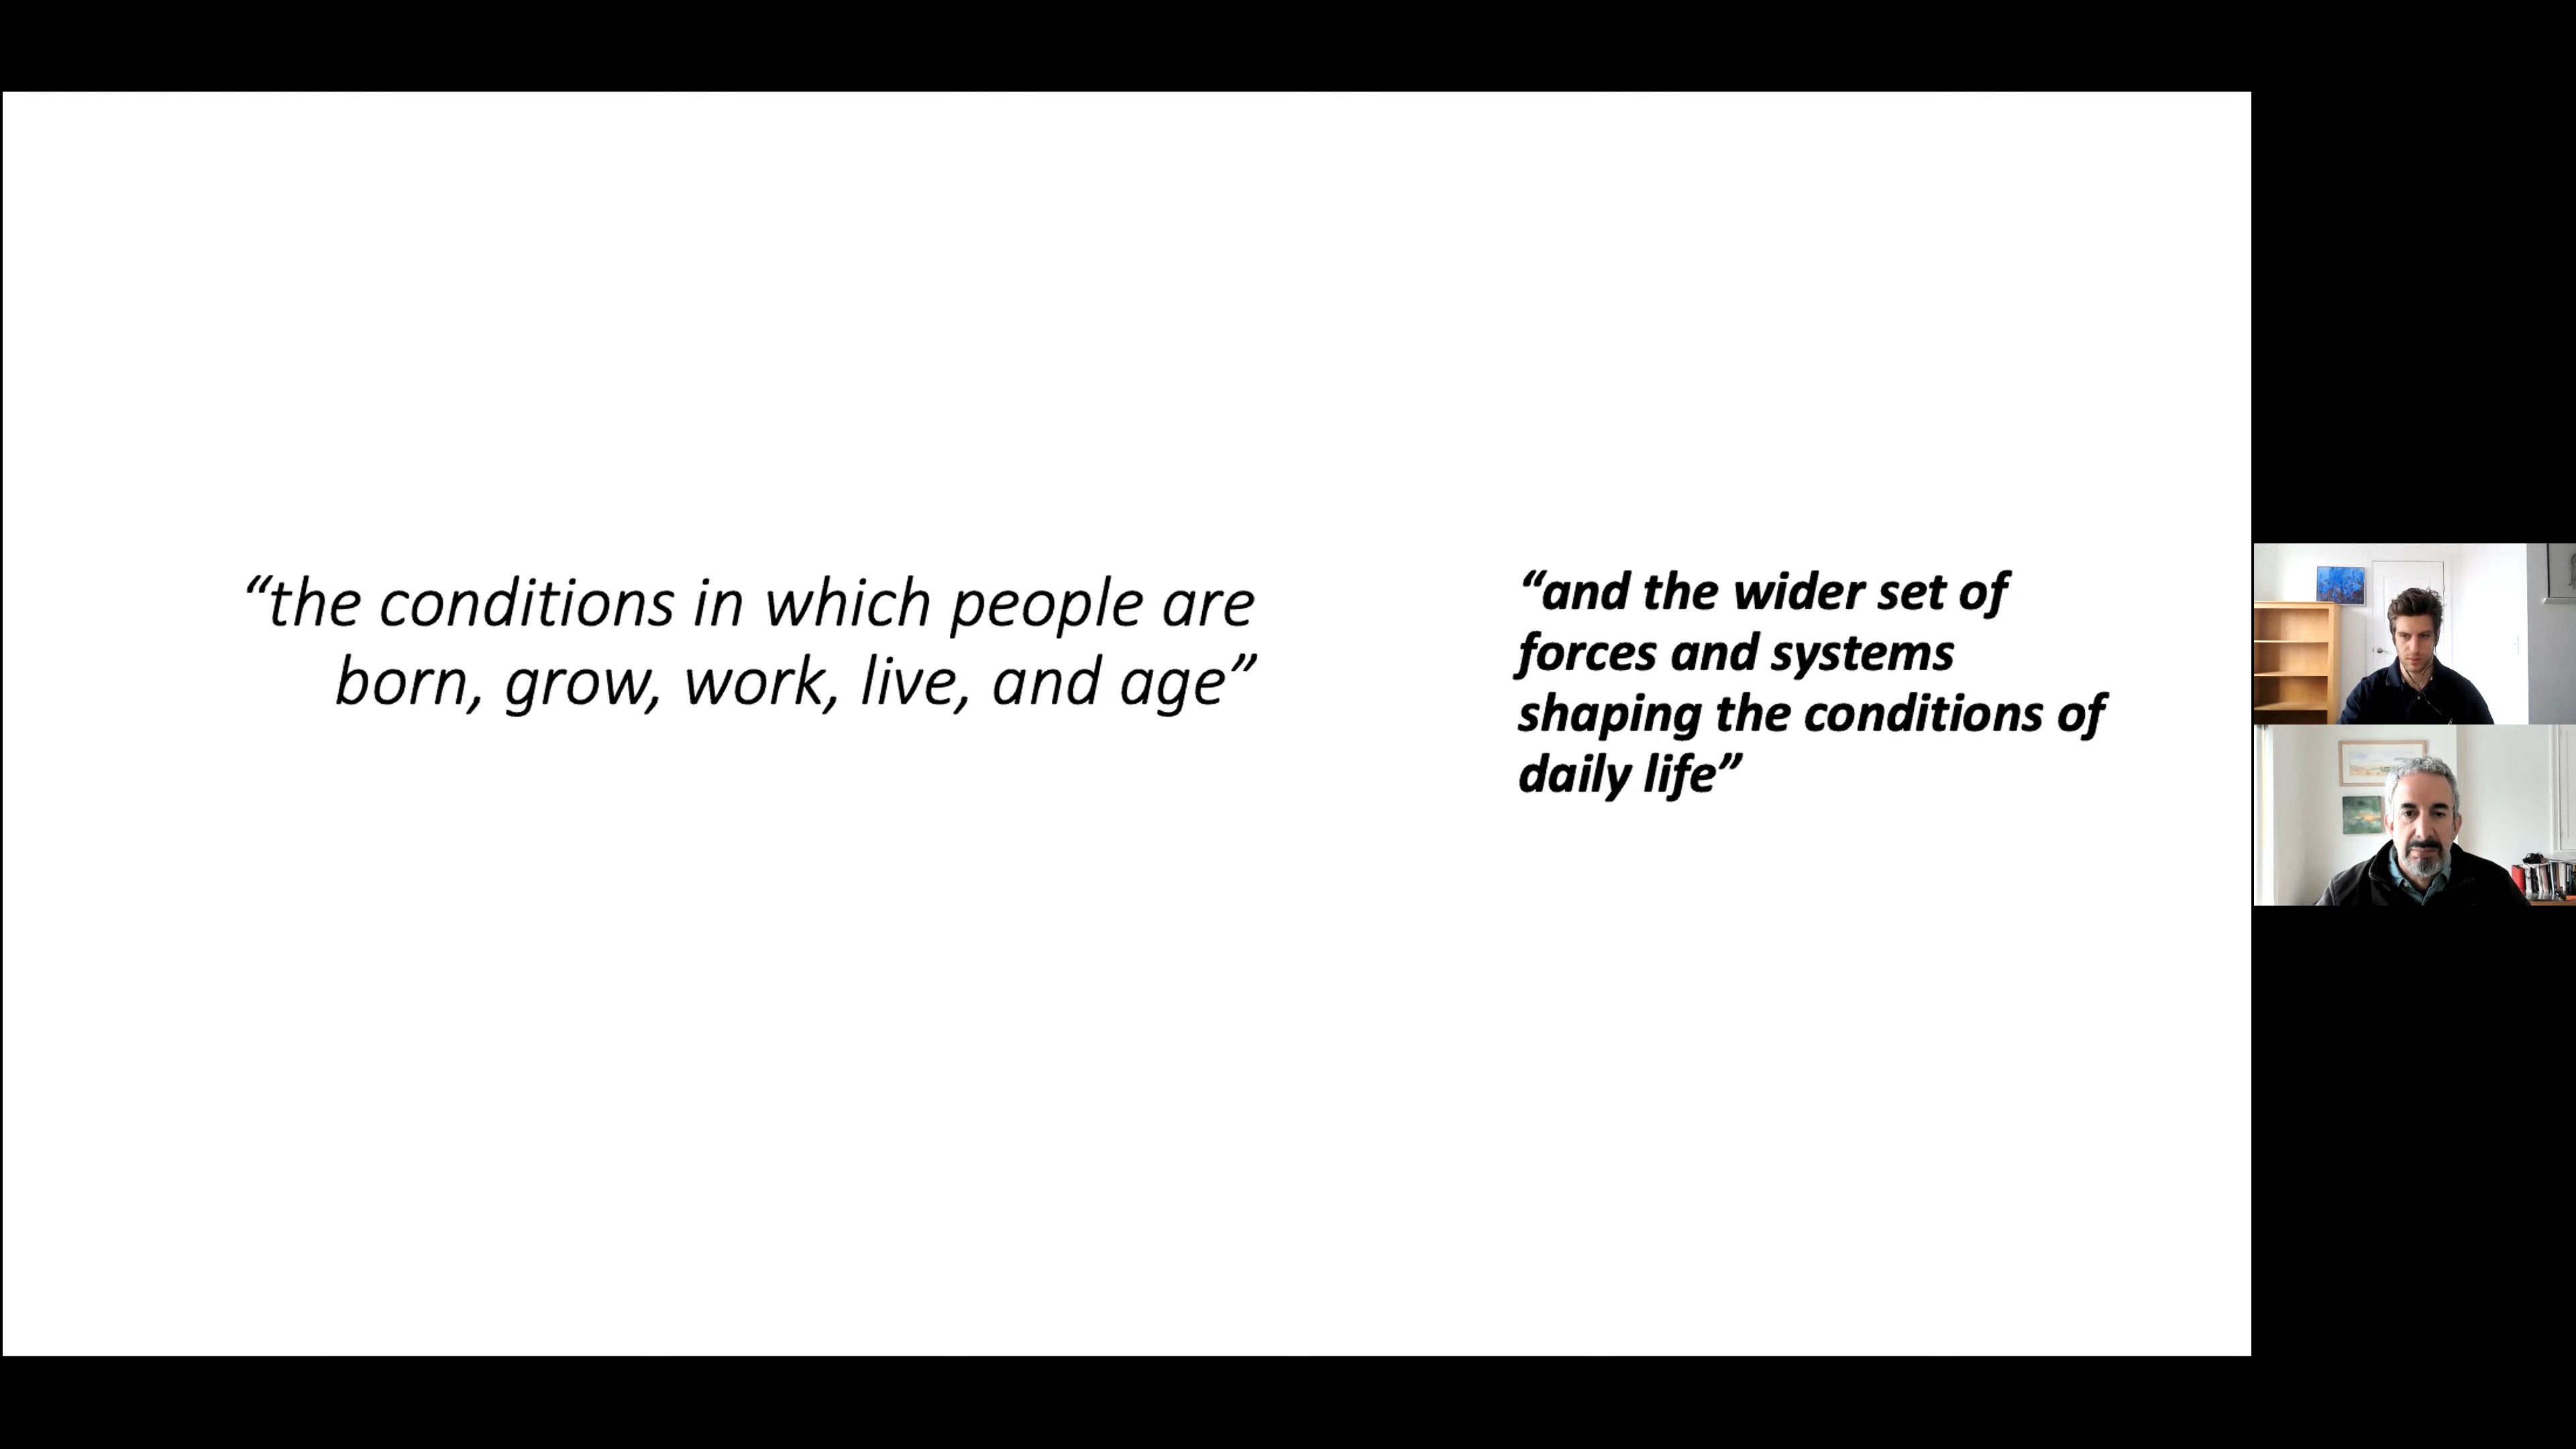 “the conditions in which people are
born, grow, work, live, and age”
“and the wider set of
forces and systems
shaping the conditions of
daily life”